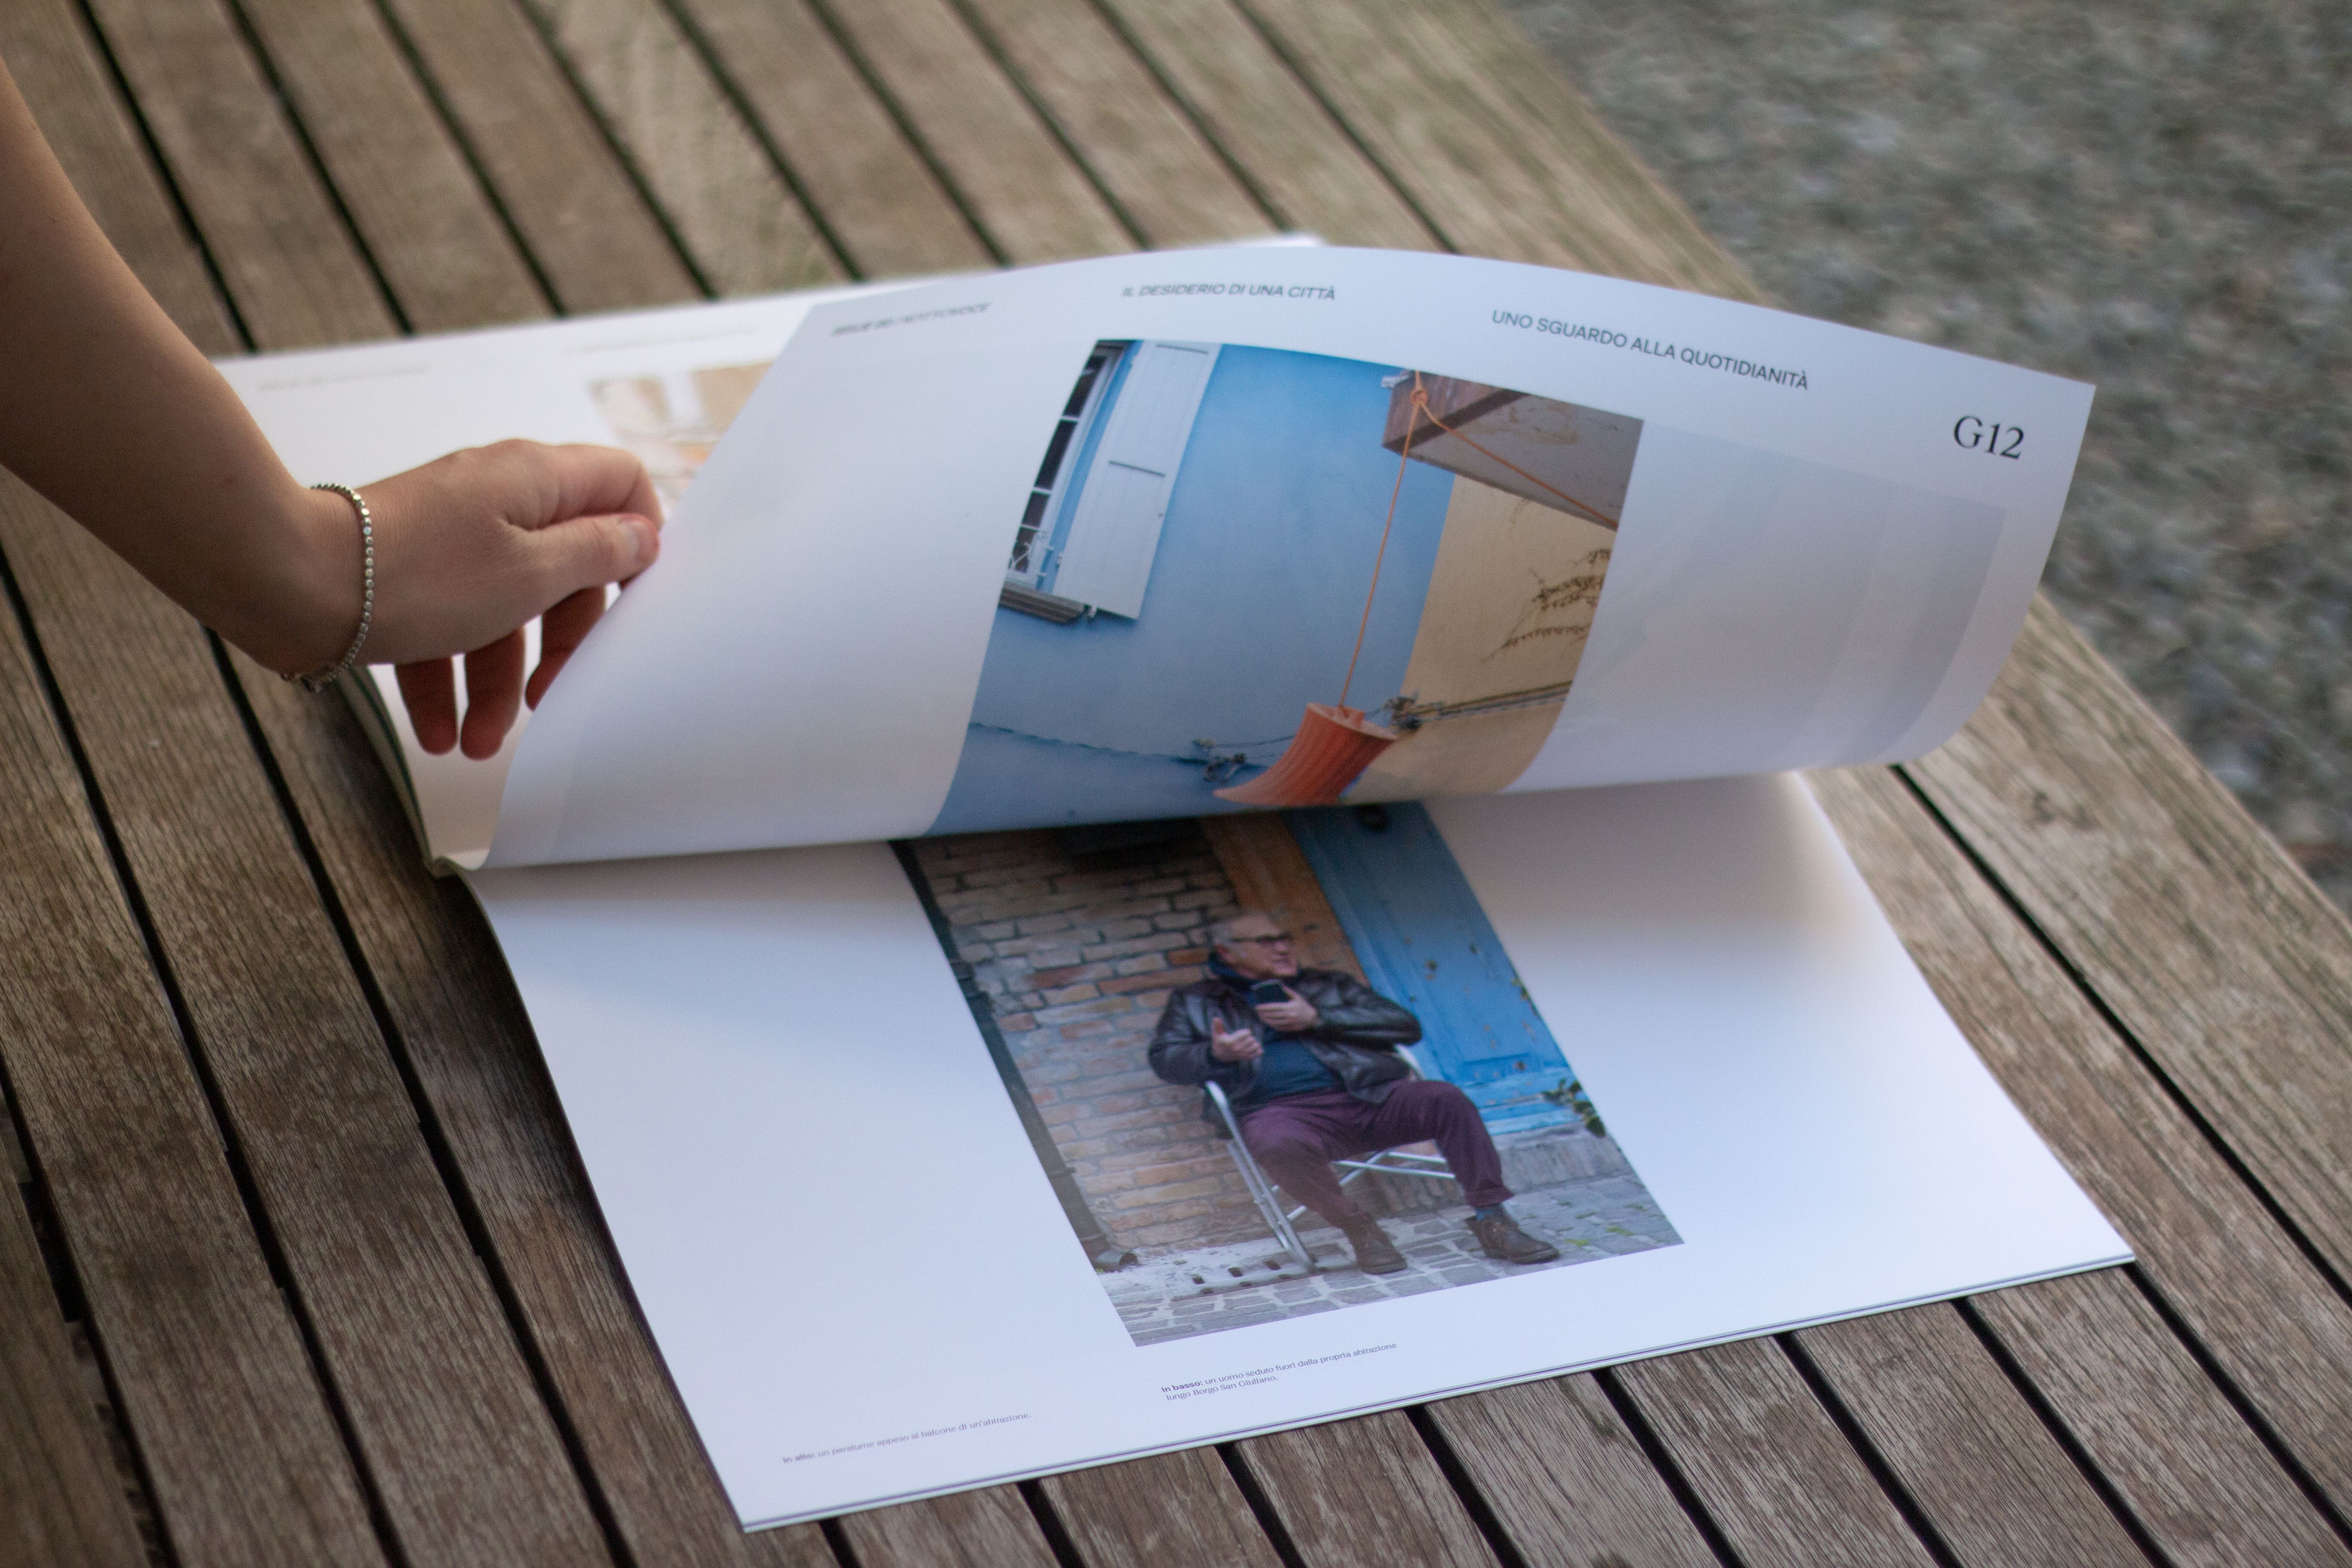 IL DESIDERIO DI UNA CITTÀ
UNO SGUARDO ALLA QUOTIDIANITÀ
G12
In basso: un uomo seduto fuori dalla propria abitazione
lungo Borgo San Giuliano.
In alto: un paralume appeso al balcone di un'abitazione.